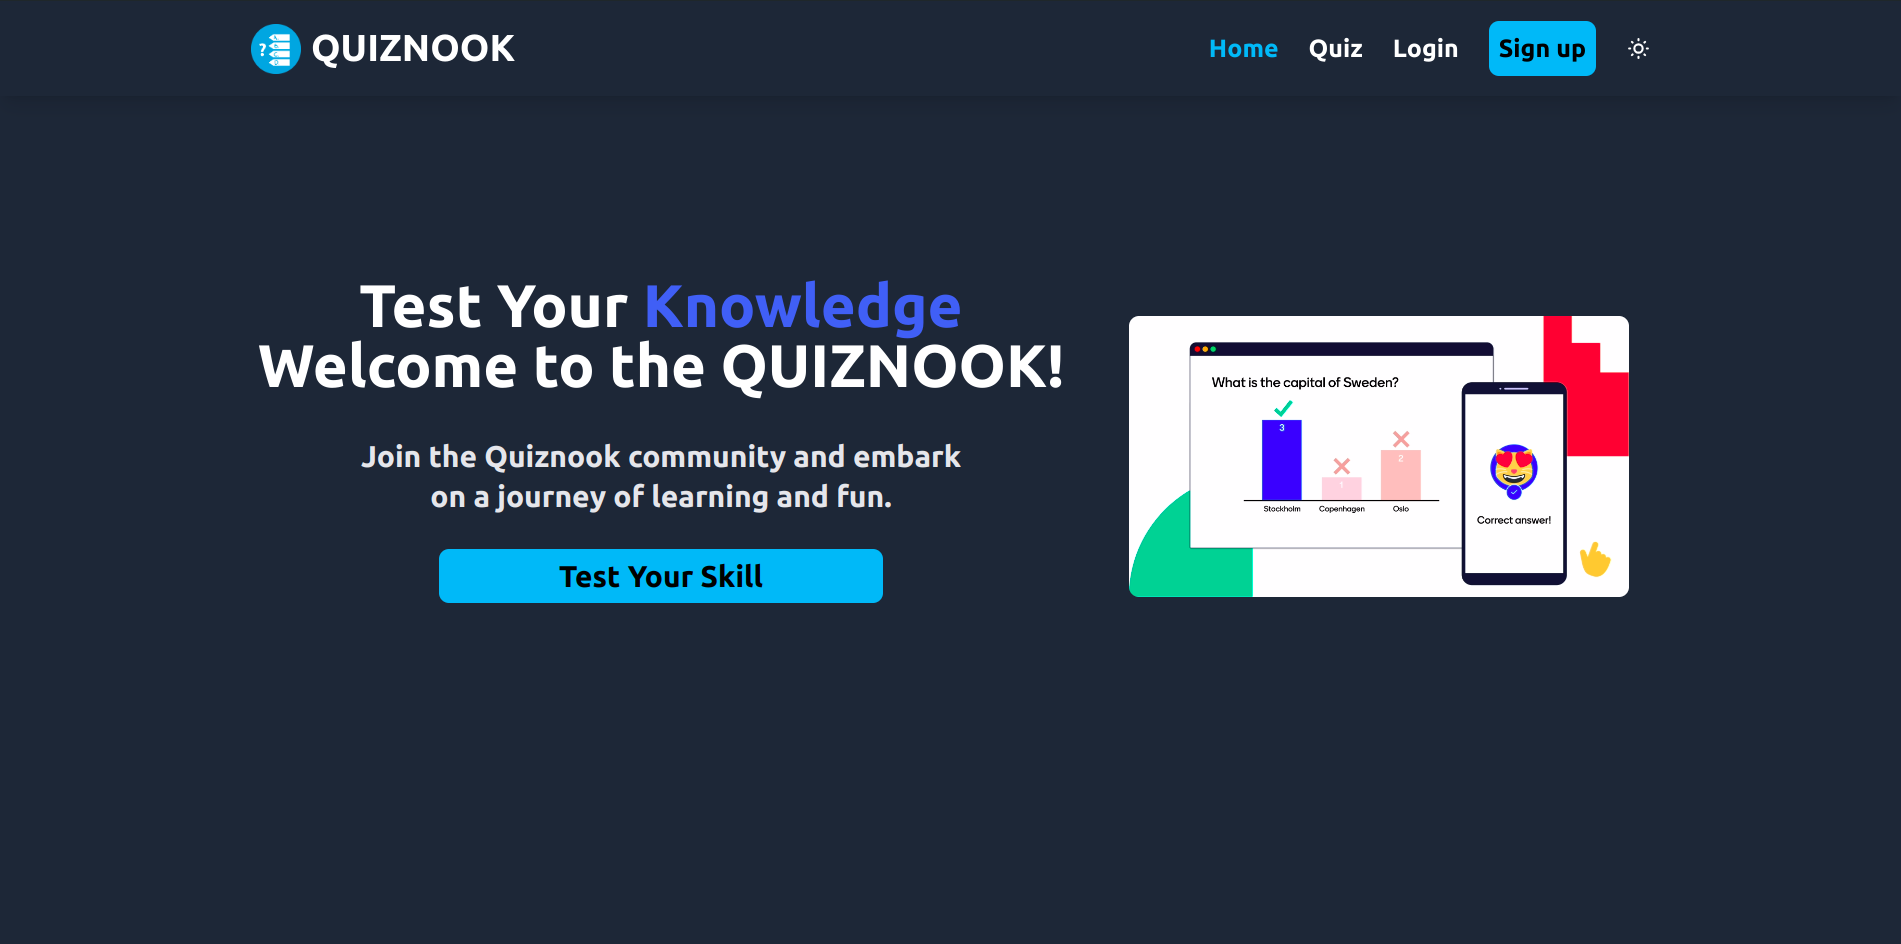 QUIZNOOK
Home Quiz Login Sign up
Test Your Knowledge
Welcome to the QUIZNOOK!
Join the Quiznook community and embark
on a journey of learning and fun.
Test Your Skill
What is the capital of Sweden?
3
1
2
Stockholm Copenhagen Oslo
Correct answer!